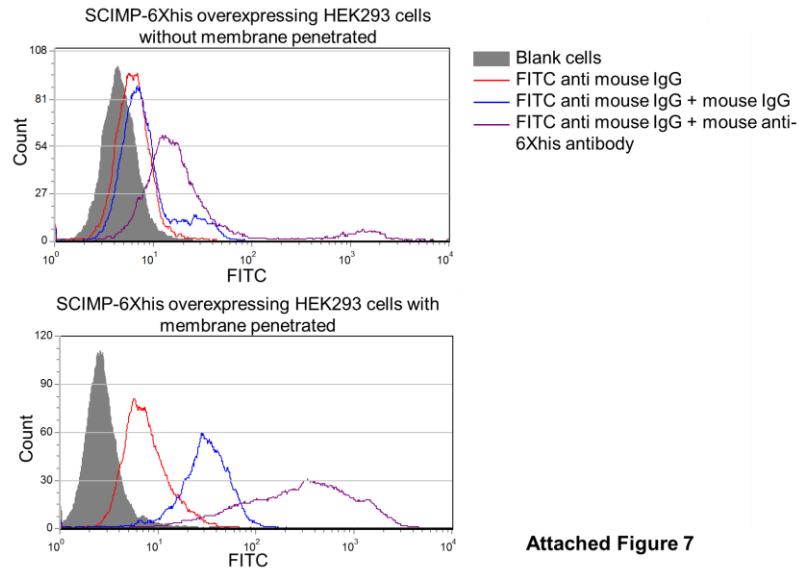 SCIMP-6Xhis overexpressing HEK293 cells
without membrane penetrated
108
81
54
27
0
Count
10⁰ 10¹ 10² 10³ 10⁴
FITC
Blank cells
FITC anti mouse IgG
FITC anti mouse IgG + mouse IgG
FITC anti mouse IgG + mouse anti-
6Xhis antibody
SCIMP-6Xhis overexpressing HEK293 cells with
membrane penetrated
120
90
60
30
0
Count
10⁰ 10¹ 10² 10³ 10⁴
FITC
Attached Figure 7